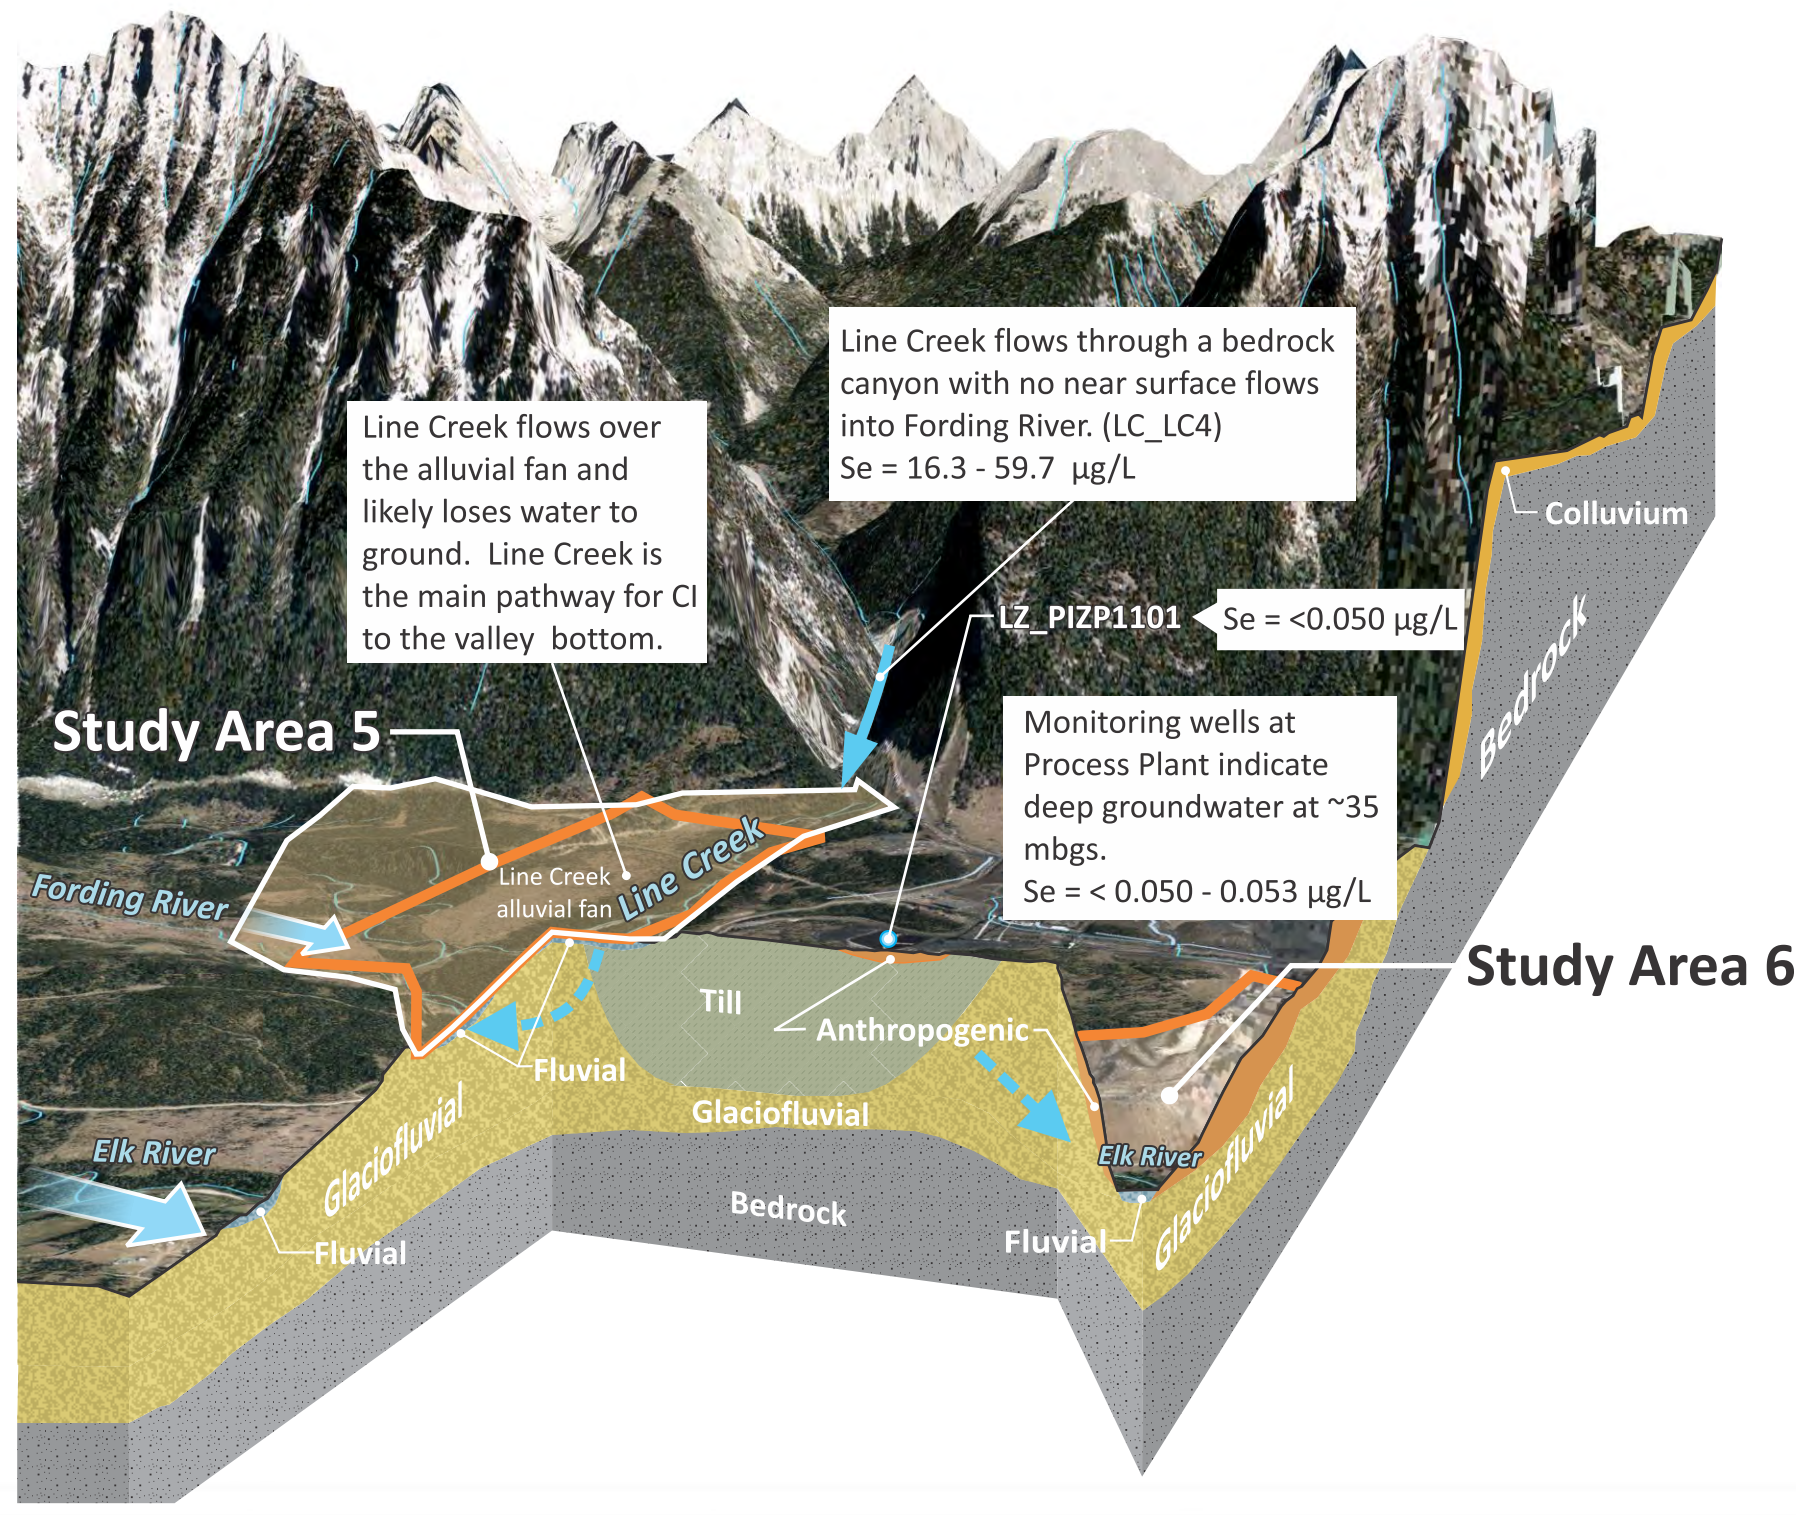 Line Creek flows through a bedrock
canyon with no near surface flows
into Fording River. (LC_LC4)
Se = 16.3 - 59.7 µg/L
Line Creek flows over
the alluvial fan and
likely loses water to
ground. Line Creek is
the main pathway for CI
to the valley bottom.
Colluvium
LZ_PIZP1101
Se = <0.050 µg/L
Bedrock
Study Area 5
Monitoring wells at
Process Plant indicate
deep groundwater at ~35
mbgs.
Se = < 0.050 - 0.053 µg/L
Fording River
Line Creek
alluvial fan
Line Creek
Study Area 6
Till
Anthropogenic
Fluvial
Glaciofluvial
Glaciofluvial
Elk River
Elk River
Glaciofluvial
Bedrock
Fluvial
Fluvial